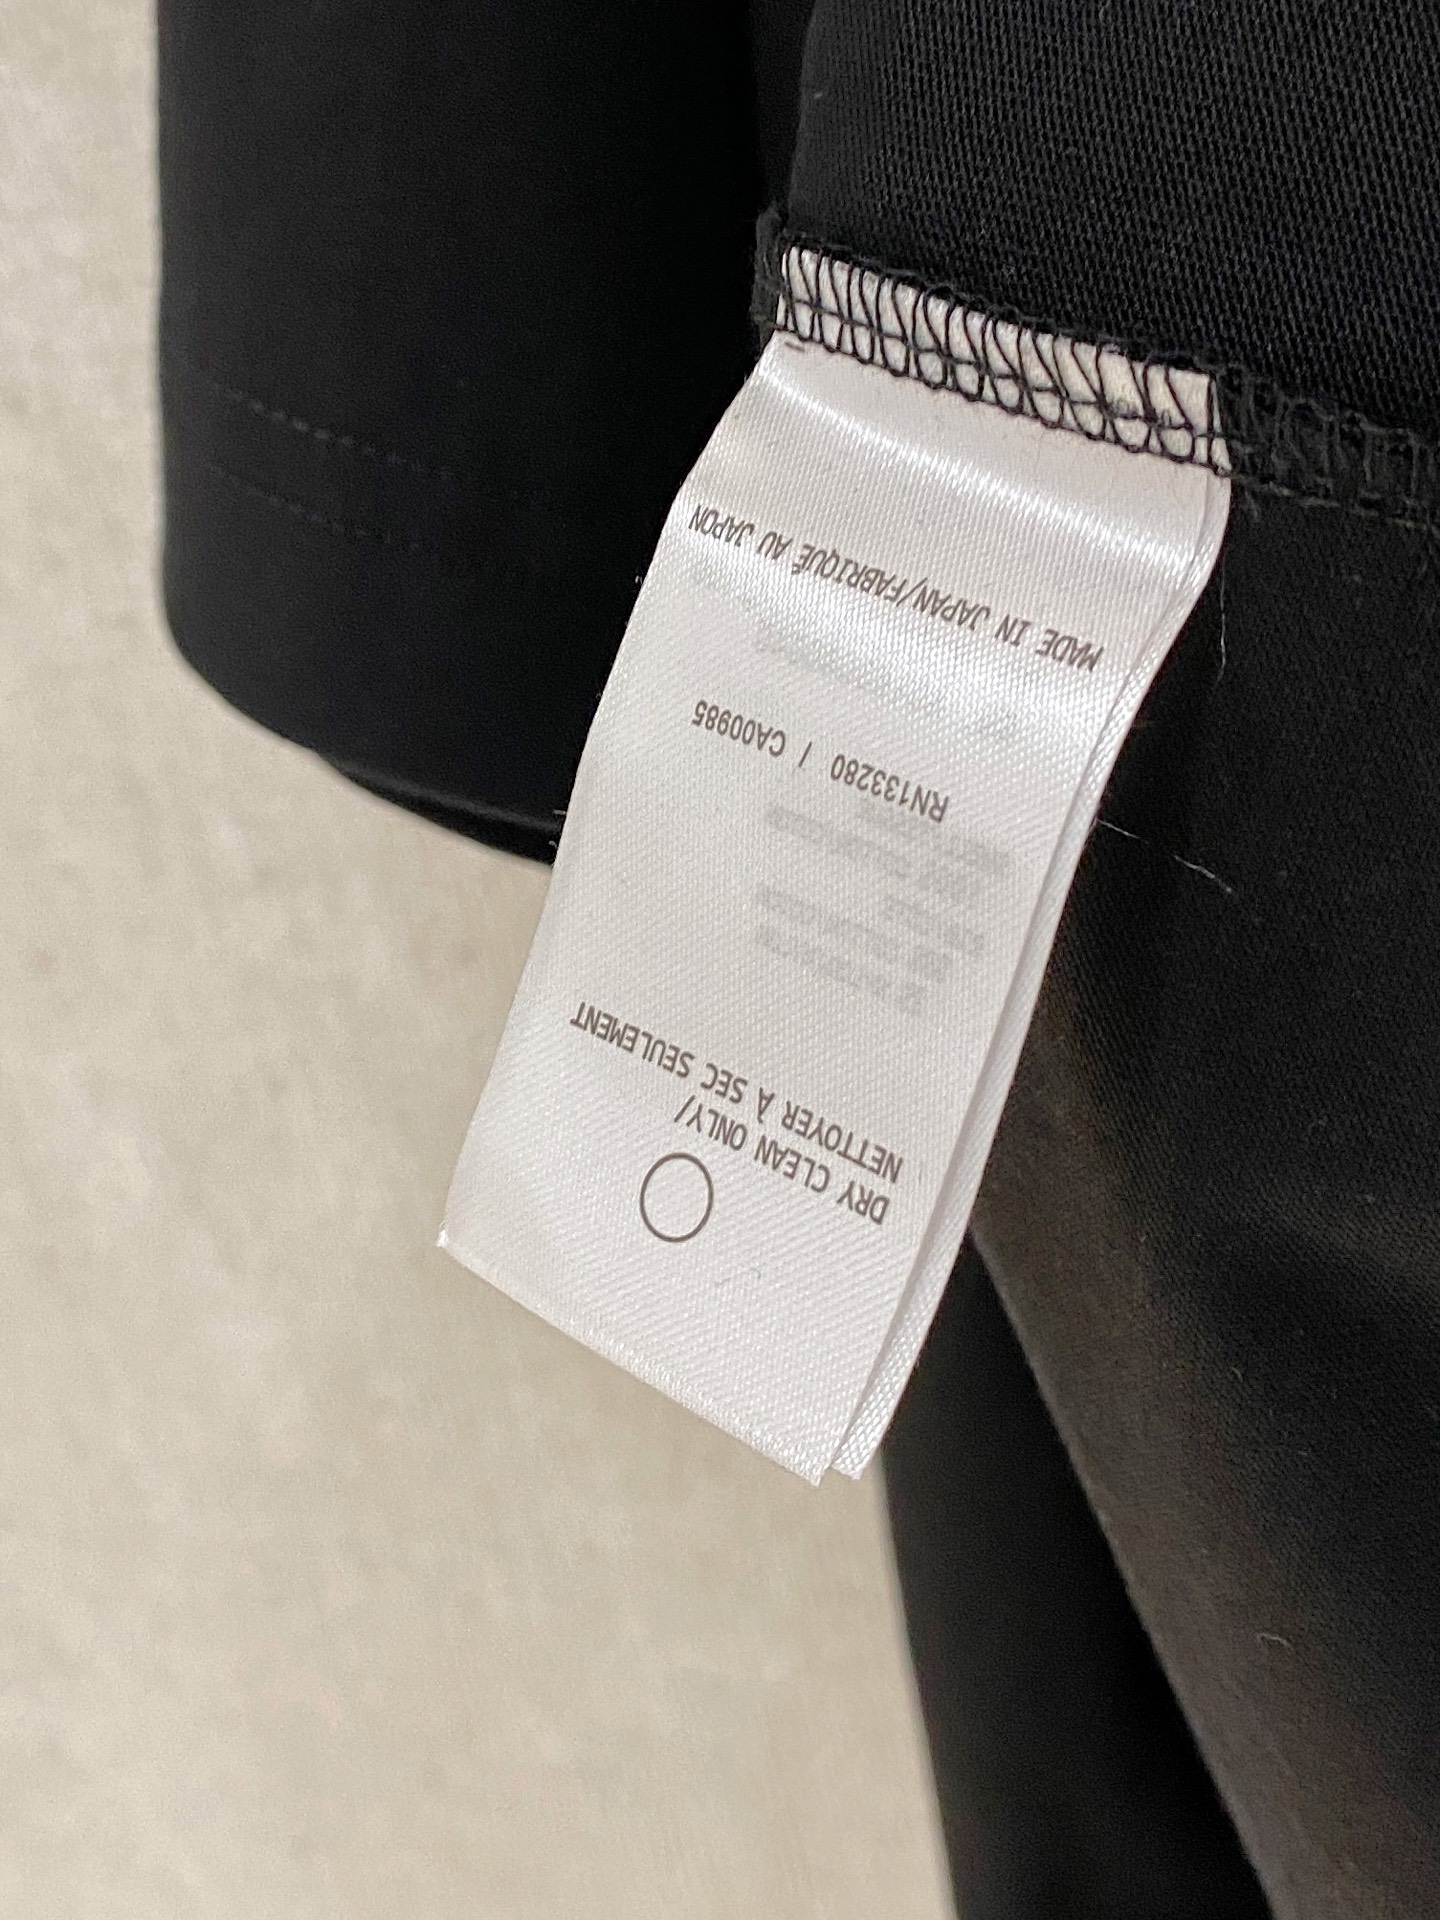 DRY CLEAN ONLY/
NETTOYER À SEC SEULEMENT
RN133280 / CA00985
MADE IN JAPAN/FABRIQUÉ AU JAPON